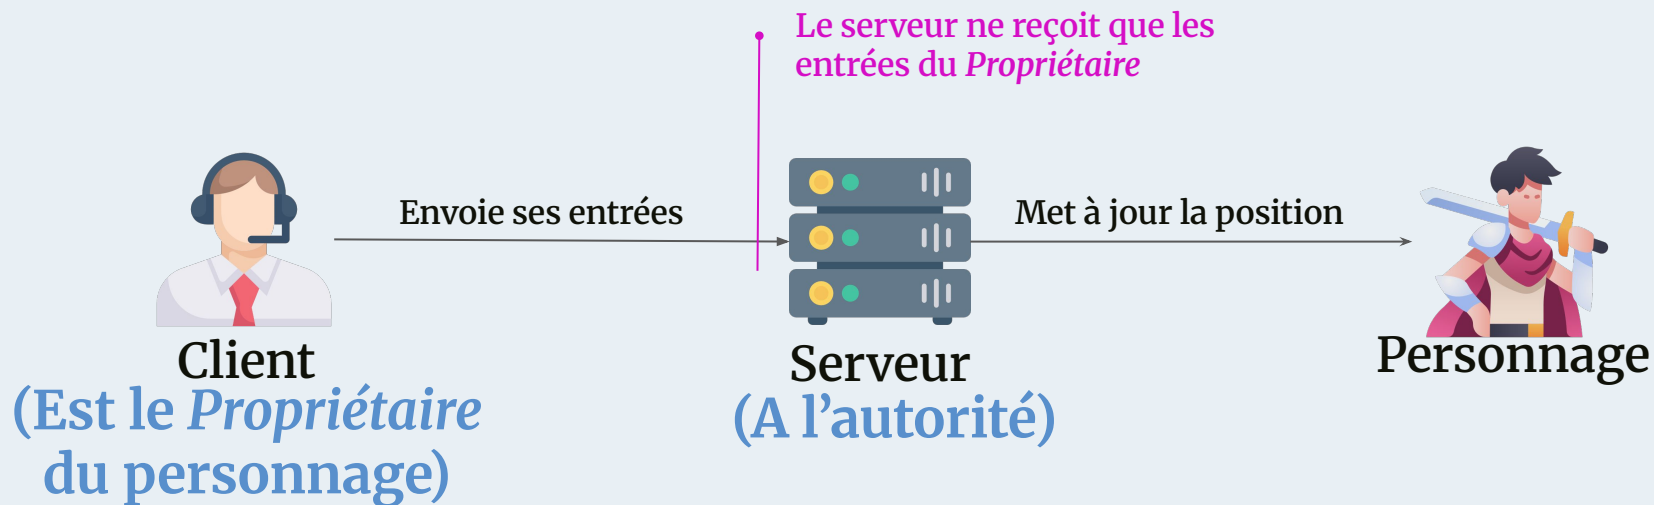 Le serveur ne reçoit que les
entrées du Propriétaire
Envoie ses entrées
Met à jour la position
Client
(Est le Propriétaire
du personnage)
Serveur
(A l’autorité)
Personnage